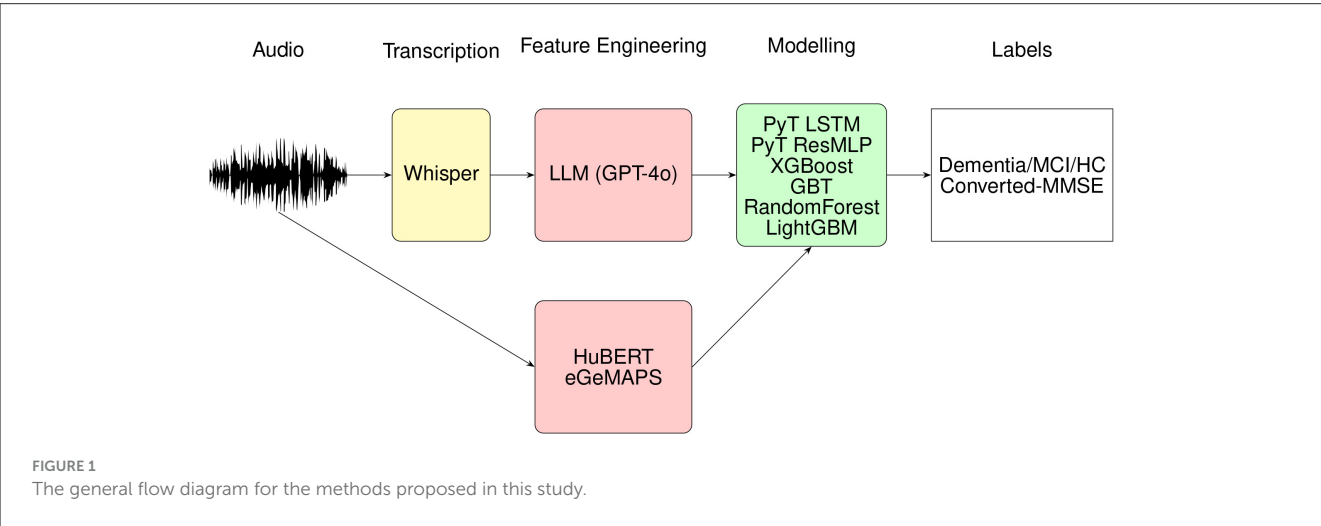 Audio
Transcription
Feature Engineering
Modelling
Labels
Whisper
LLM (GPT-4o)
PyT LSTM
PyT ResMLP
XGBoost
GBT
RandomForest
LightGBM
Dementia/MCI/HC
Converted-MMSE
HuBERT
eGeMAPS
FIGURE 1
The general flow diagram for the methods proposed in this study.